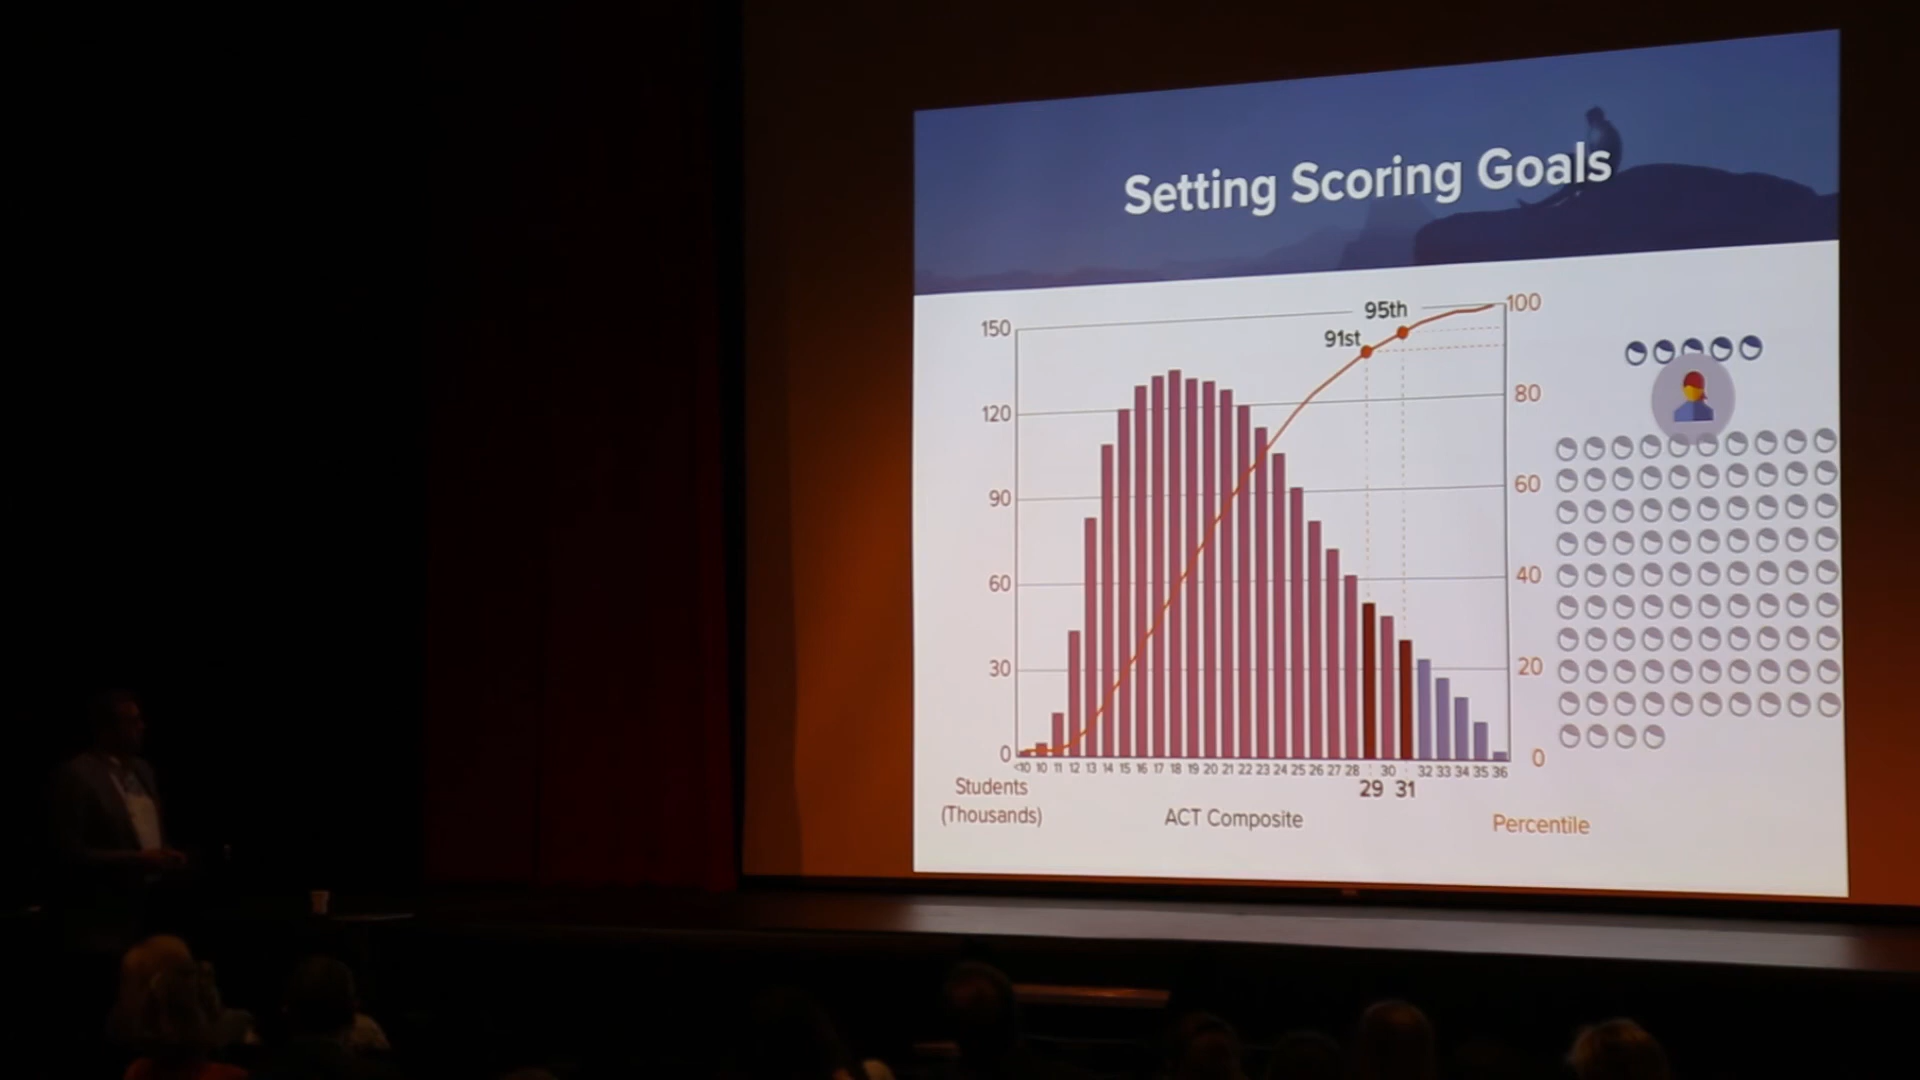 Setting Scoring Goals
95th
91st
150
120
90
60
30
0
100
80
60
40
20
0
<10 10 11 12 13 14 15 16 17 18 19 20 21 22 23 24 25 26 27 28 30 32 33 34 35 36
29 31
Students
(Thousands)
ACT Composite
Percentile